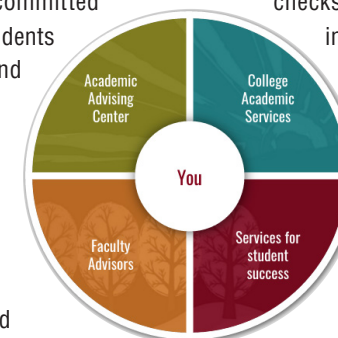 committed
checks
dents
in
nd
Academic
Advising
Center
College
Academic
Services
You
Faculty
Advisors
Services for
student
success
d